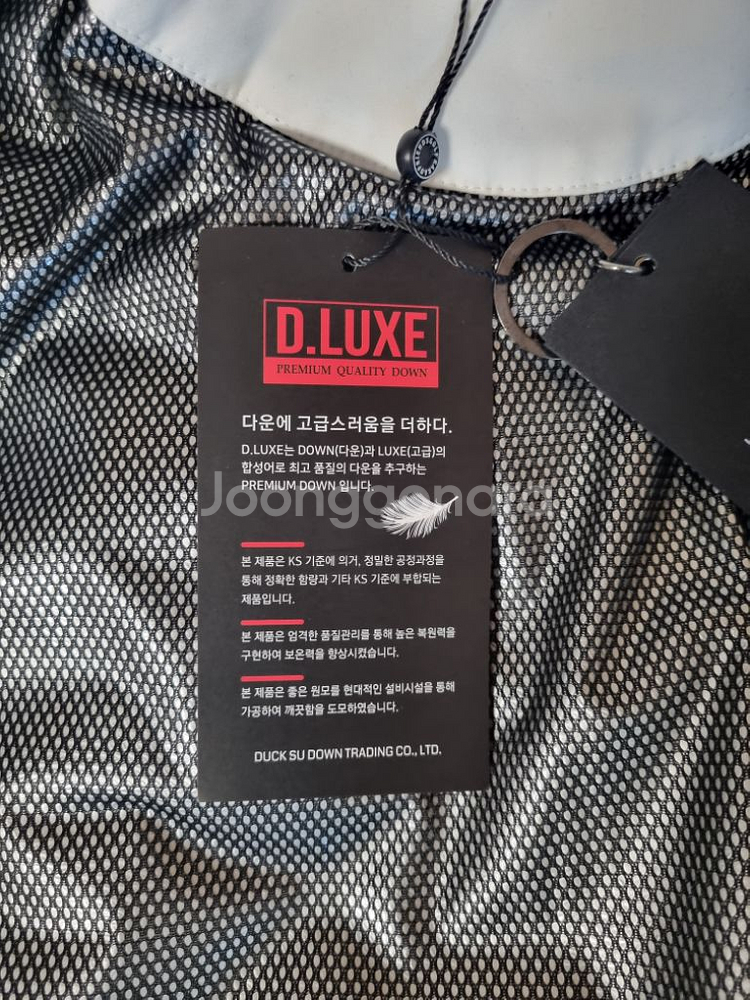 D.LUXE
PREMIUM QUALITY DOWN
다운에 고급스러움을 더하다.
D.LUXE는 DOWN(다운)과 LUXE(고급)의
합성어로 최고 품질의 다운을 추구하는
PREMIUM DOWN 입니다.
Joonggonara
본 제품은 KS 기준에 의거, 정밀한 공정과정을
통해 정확한 함량과 기타 KS 기준에 부합되는
제품입니다.
본 제품은 엄격한 품질관리를 통해 높은 복원력을
구현하여 보온력을 향상시켰습니다.
본 제품은 좋은 원모를 현대적인 설비시설을 통해
가공하여 깨끗함을 도모하였습니다.
DUCK SU DOWN TRADING CO., LTD.